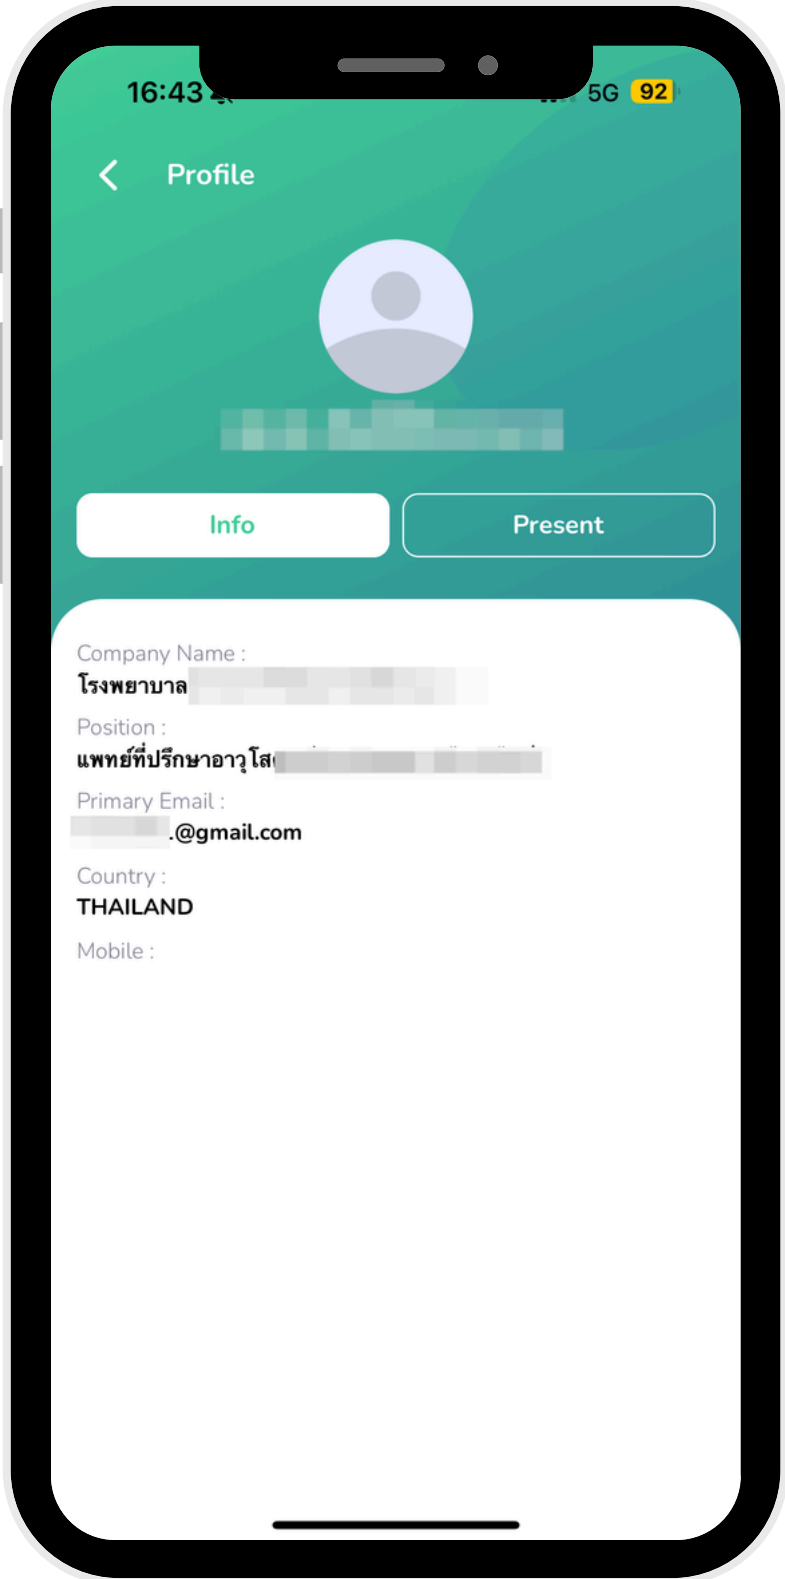 16:43
5G 92
Profile
Info
Present
Company Name :
โรงพยาบาล
Position :
แพทย์ที่ปรึกษาอาวุโส
Primary Email :
.@gmail.com
Country :
THAILAND
Mobile :